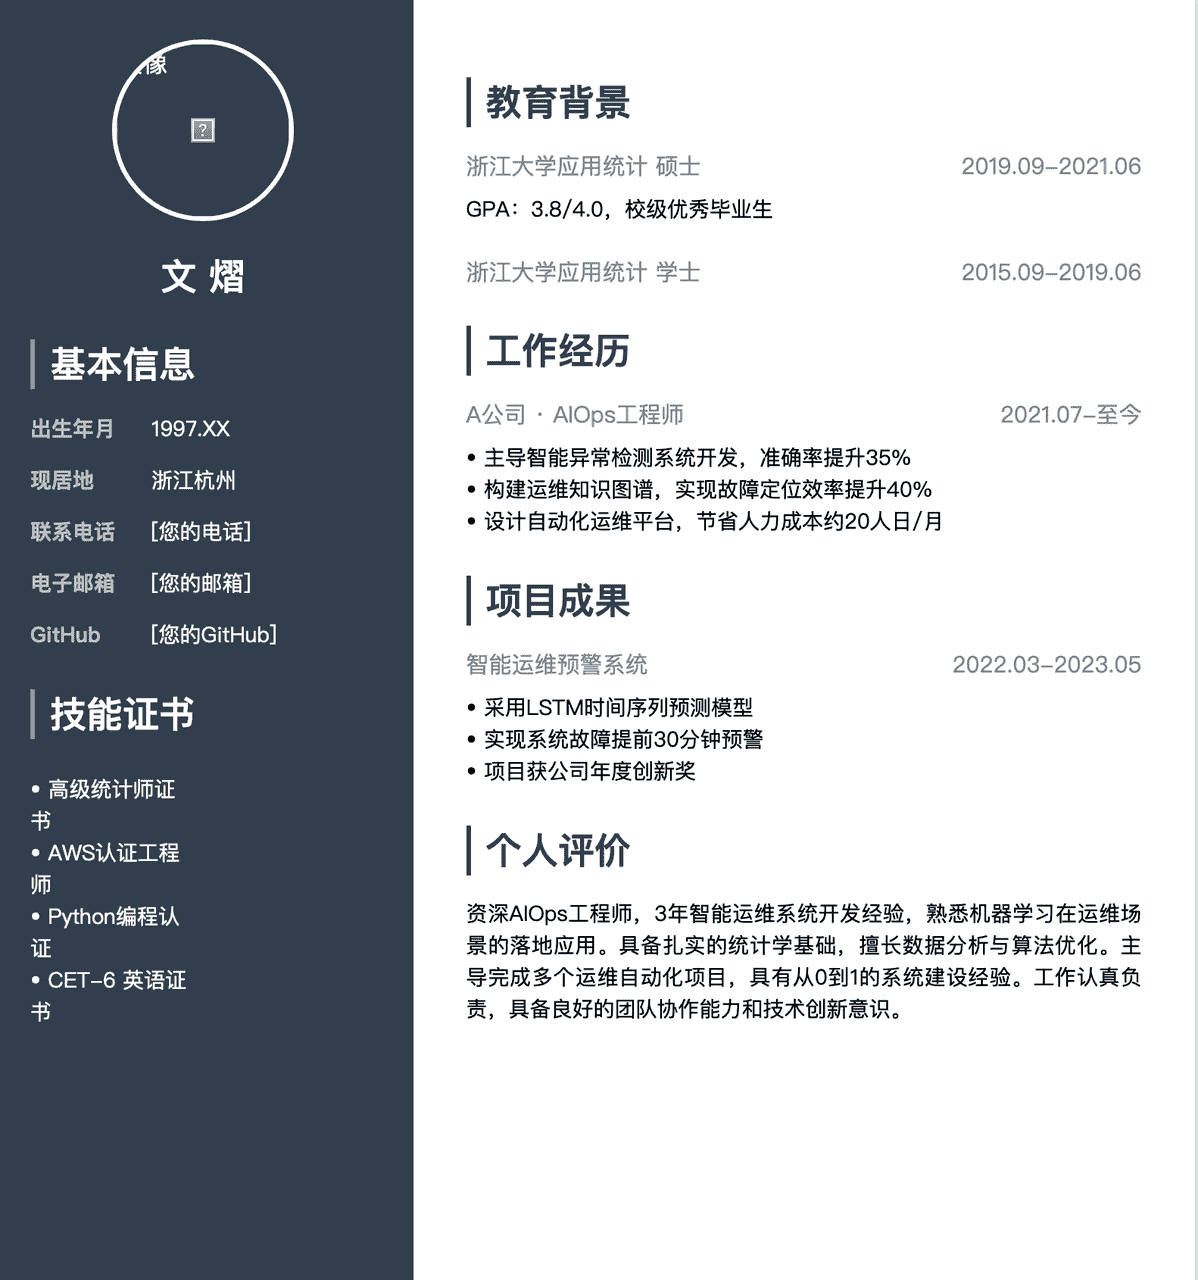 像
文 熠
基本信息
出生年月 1997.XX
现居地 浙江杭州
联系电话 [您的电话]
电子邮箱 [您的邮箱]
GitHub [您的GitHub]
技能证书
• 高级统计师证
书
• AWS认证工程
师
• Python编程认
证
• CET-6 英语证
书
教育背景
浙江大学应用统计 硕士 2019.09-2021.06
GPA：3.8/4.0，校级优秀毕业生
浙江大学应用统计 学士 2015.09-2019.06
工作经历
A公司 · AIOps工程师 2021.07-至今
• 主导智能异常检测系统开发，准确率提升35%
• 构建运维知识图谱，实现故障定位效率提升40%
• 设计自动化运维平台，节省人力成本约20人日/月
项目成果
智能运维预警系统 2022.03-2023.05
• 采用LSTM时间序列预测模型
• 实现系统故障提前30分钟预警
• 项目获公司年度创新奖
个人评价
资深AIOps工程师，3年智能运维系统开发经验，熟悉机器学习在运维场
景的落地应用。具备扎实的统计学基础，擅长数据分析与算法优化。主
导完成多个运维自动化项目，具有从0到1的系统建设经验。工作认真负
责，具备良好的团队协作能力和技术创新意识。